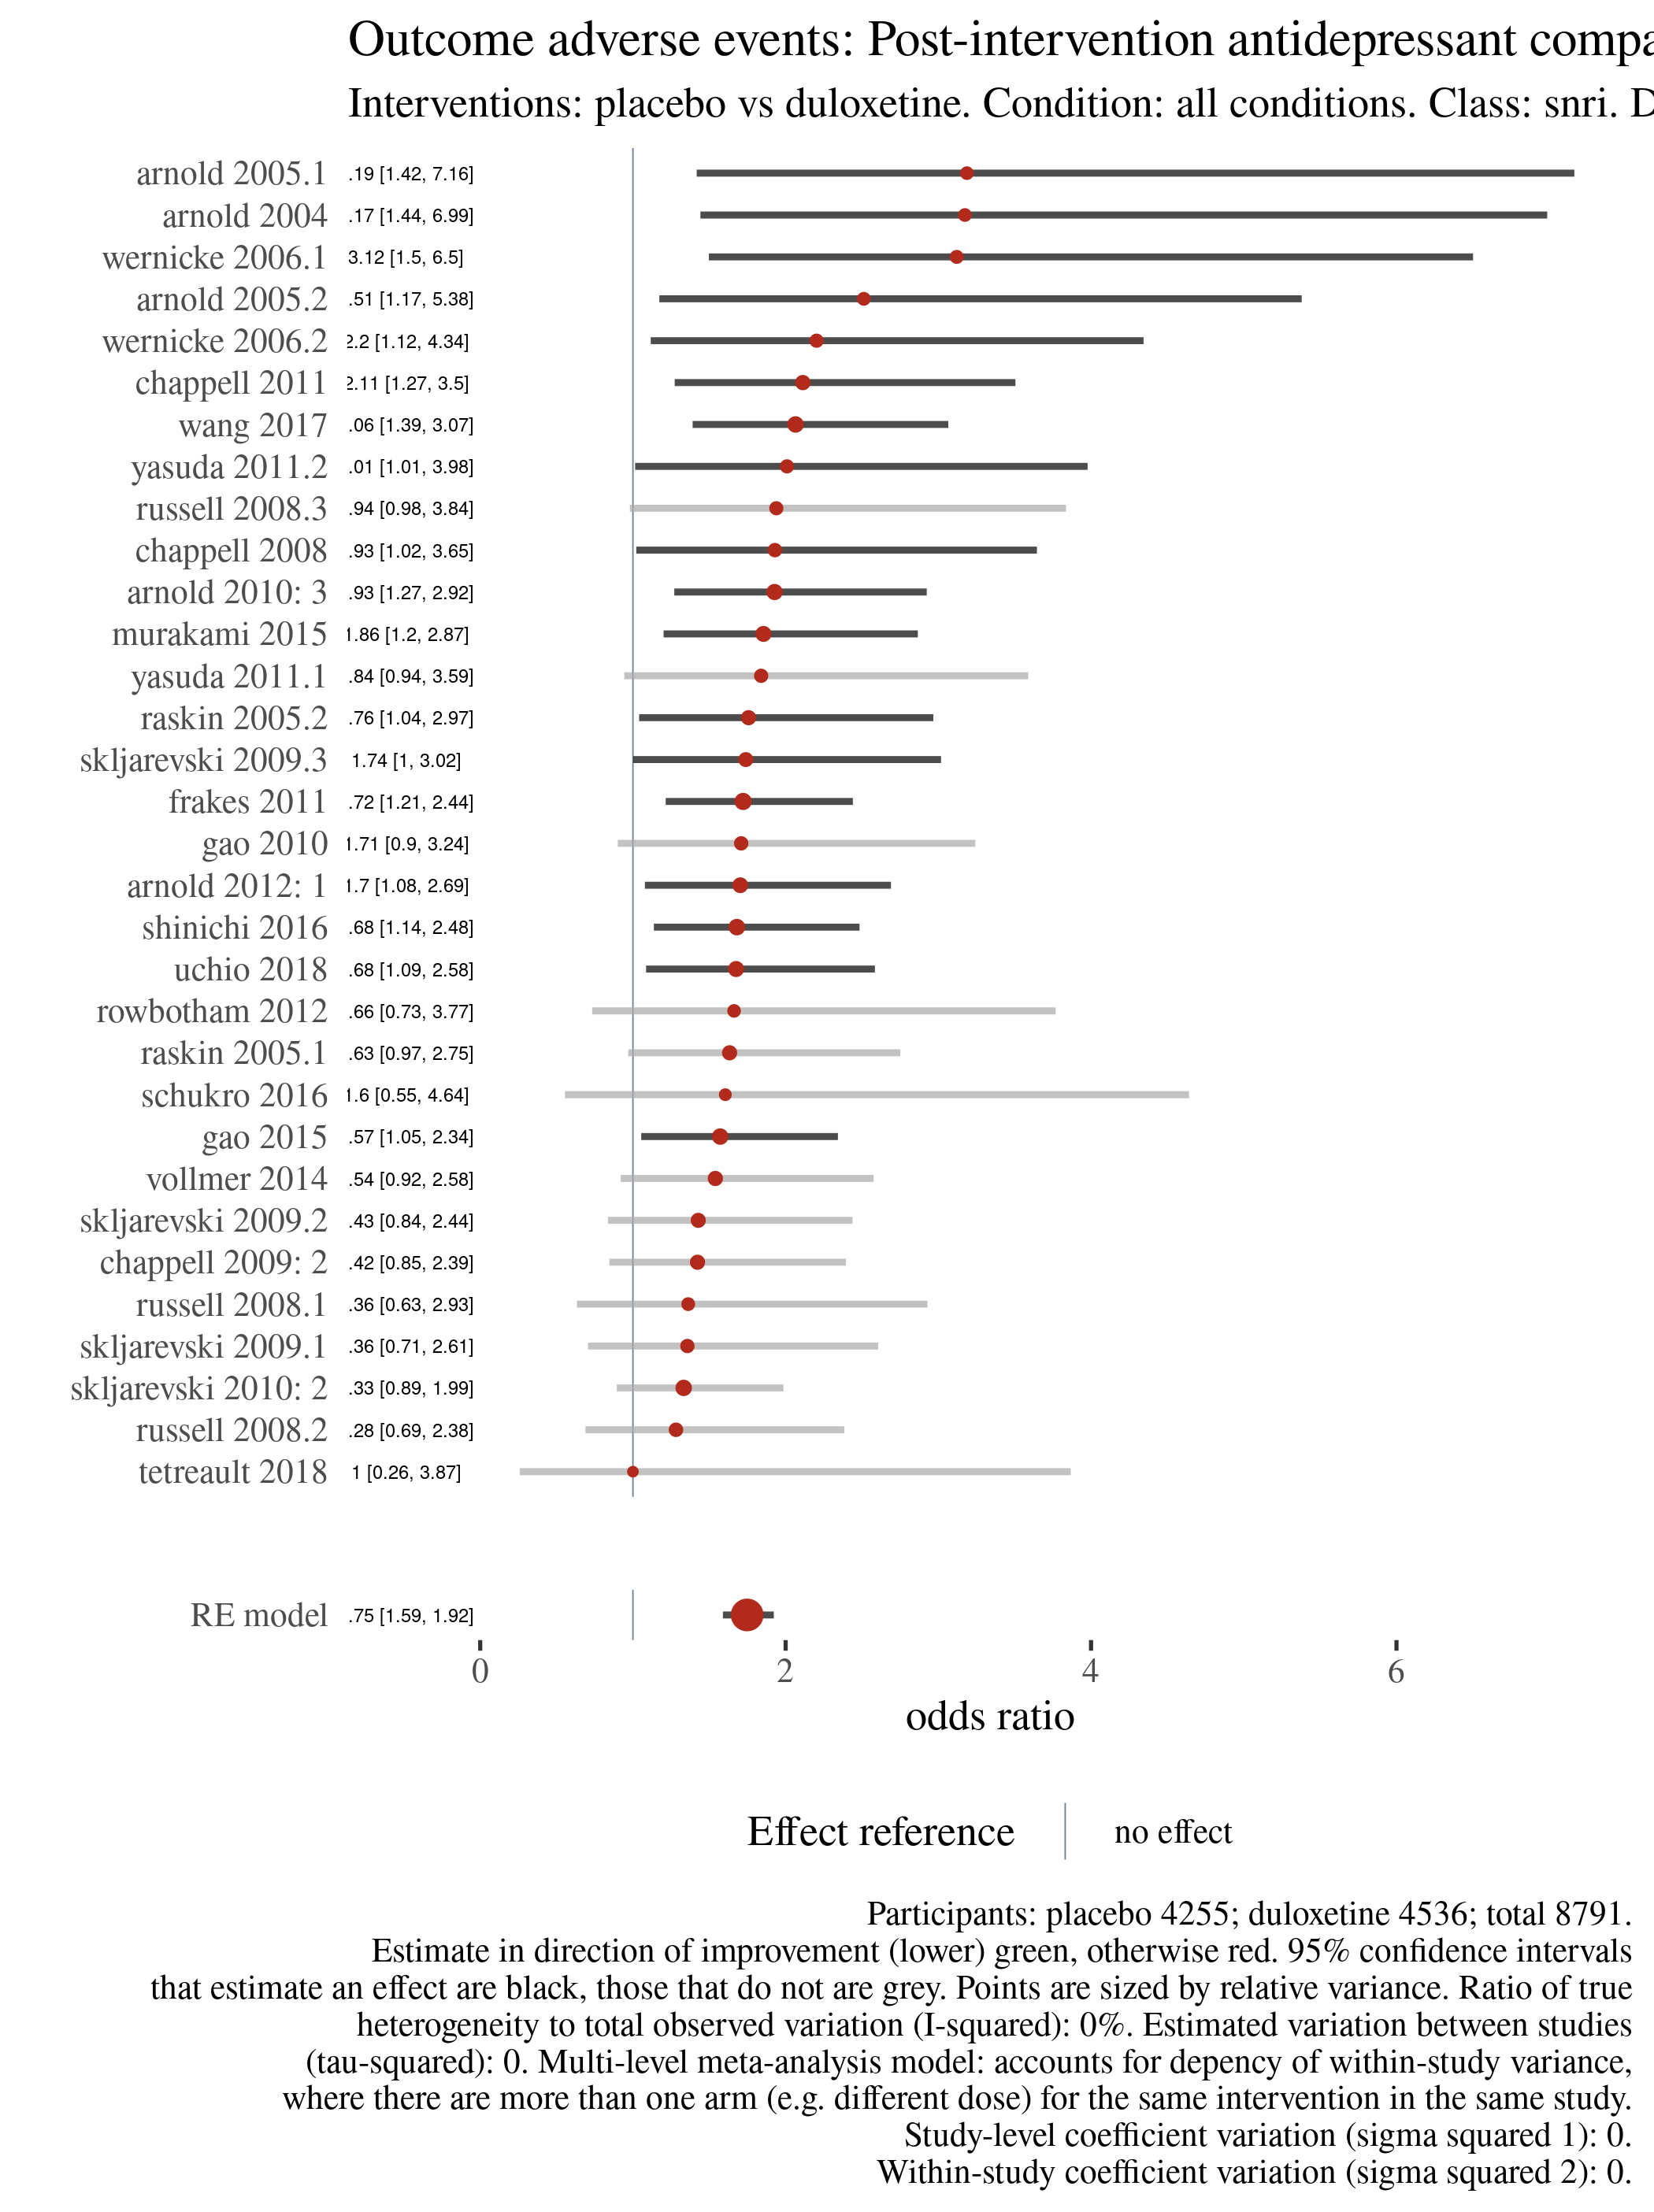 Outcome adverse events: Post-intervention antidepressant compa
Interventions: placebo vs duloxetine. Condition: all conditions. Class: snri. D
arnold 2005.1 .19 [1.42, 7.16]
arnold 2004 .17 [1.44, 6.99]
wernicke 2006.1 3.12 [1.5, 6.5]
arnold 2005.2 .51 [1.17, 5.38]
wernicke 2006.2 2.2 [1.12, 4.34]
chappell 2011 2.11 [1.27, 3.5]
wang 2017 .06 [1.39, 3.07]
yasuda 2011.2 .01 [1.01, 3.98]
russell 2008.3 .94 [0.98, 3.84]
chappell 2008 .93 [1.02, 3.65]
arnold 2010: 3 .93 [1.27, 2.92]
murakami 2015 1.86 [1.2, 2.87]
yasuda 2011.1 .84 [0.94, 3.59]
raskin 2005.2 .76 [1.04, 2.97]
skljarevski 2009.3 1.74 [1, 3.02]
frakes 2011 .72 [1.21, 2.44]
gao 2010 1.71 [0.9, 3.24]
arnold 2012: 1 1.7 [1.08, 2.69]
shinichi 2016 .68 [1.14, 2.48]
uchio 2018 .68 [1.09, 2.58]
rowbotham 2012 .66 [0.73, 3.77]
raskin 2005.1 .63 [0.97, 2.75]
schukro 2016 1.6 [0.55, 4.64]
gao 2015 .57 [1.05, 2.34]
vollmer 2014 .54 [0.92, 2.58]
skljarevski 2009.2 .43 [0.84, 2.44]
chappell 2009: 2 .42 [0.85, 2.39]
russell 2008.1 .36 [0.63, 2.93]
skljarevski 2009.1 .36 [0.71, 2.61]
skljarevski 2010: 2 .33 [0.89, 1.99]
russell 2008.2 .28 [0.69, 2.38]
tetreault 2018 1 [0.26, 3.87]
RE model .75 [1.59, 1.92]
0 2 4 6
odds ratio
Effect reference no effect
Participants: placebo 4255; duloxetine 4536; total 8791.
Estimate in direction of improvement (lower) green, otherwise red. 95% confidence intervals
that estimate an effect are black, those that do not are grey. Points are sized by relative variance. Ratio of true
heterogeneity to total observed variation (I-squared): 0%. Estimated variation between studies
(tau-squared): 0. Multi-level meta-analysis model: accounts for depency of within-study variance,
where there are more than one arm (e.g. different dose) for the same intervention in the same study.
Study-level coefficient variation (sigma squared 1): 0.
Within-study coefficient variation (sigma squared 2): 0.